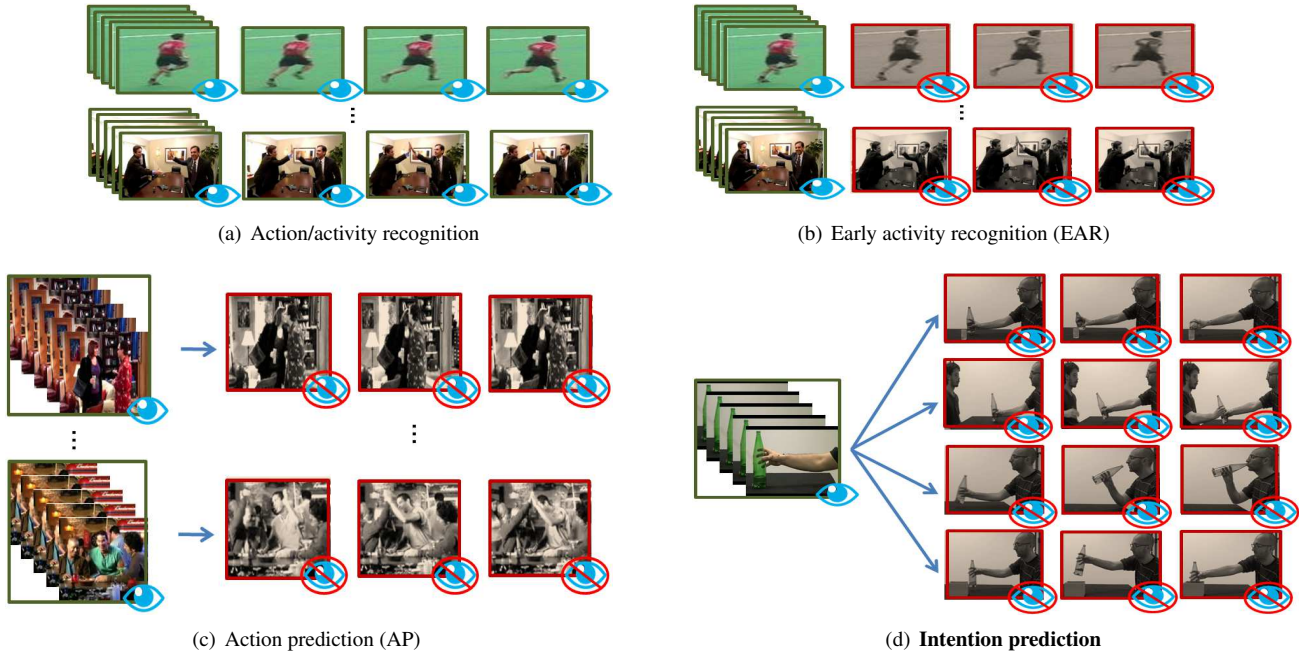 (a) Action/activity recognition
(b) Early activity recognition (EAR)
(c) Action prediction (AP)
(d) Intention prediction